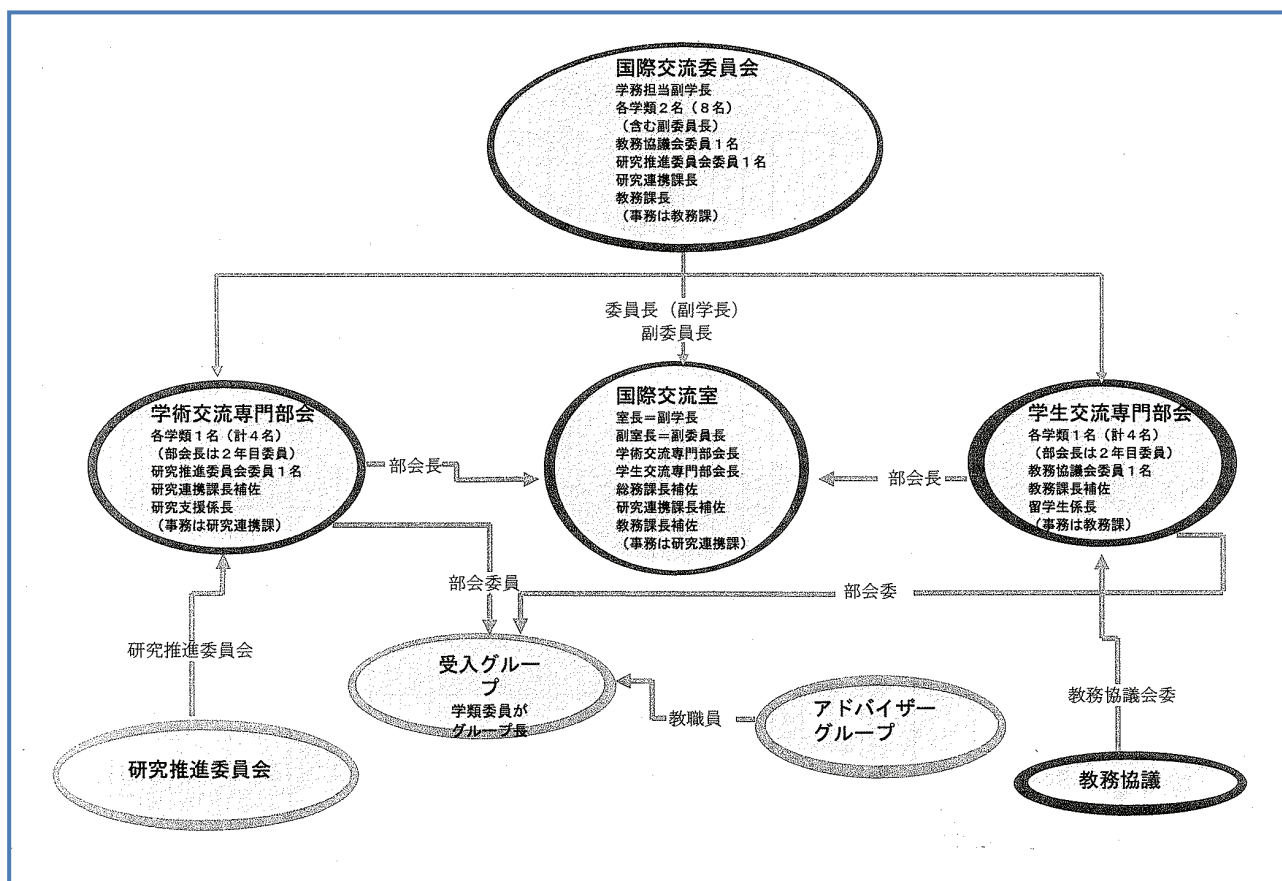 国際交流委員会
学務担当副学長
各学類２名（８名）
（含む副委員長）
教務協議会委員１名
研究推進委員会委員１名
研究連携課長
教務課長
（事務は教務課）
委員長（副学長）
副委員長
学術交流専門部会
各学類１名（計４名）
（部会長は２年目委員）
研究推進委員会委員１名
研究連携課長補佐
研究支援係長
（事務は研究連携課）
部会長
国際交流室
室長＝副学長
副室長＝副委員長
学術交流専門部会長
学生交流専門部会長
総務課長補佐
研究連携課長補佐
教務課長補佐
（事務は研究連携課）
部会長
学生交流専門部会
各学類１名（計４名）
（部会長は２年目委員）
教務協議会委員１名
教務課長補佐
留学生係長
（事務は教務課）
部会委員
部会委
研究推進委員会
受入グルー
プ
学類委員が
グループ長
教職員
アドバイザー
グループ
教務協議会委
研究推進委員会
教務協議